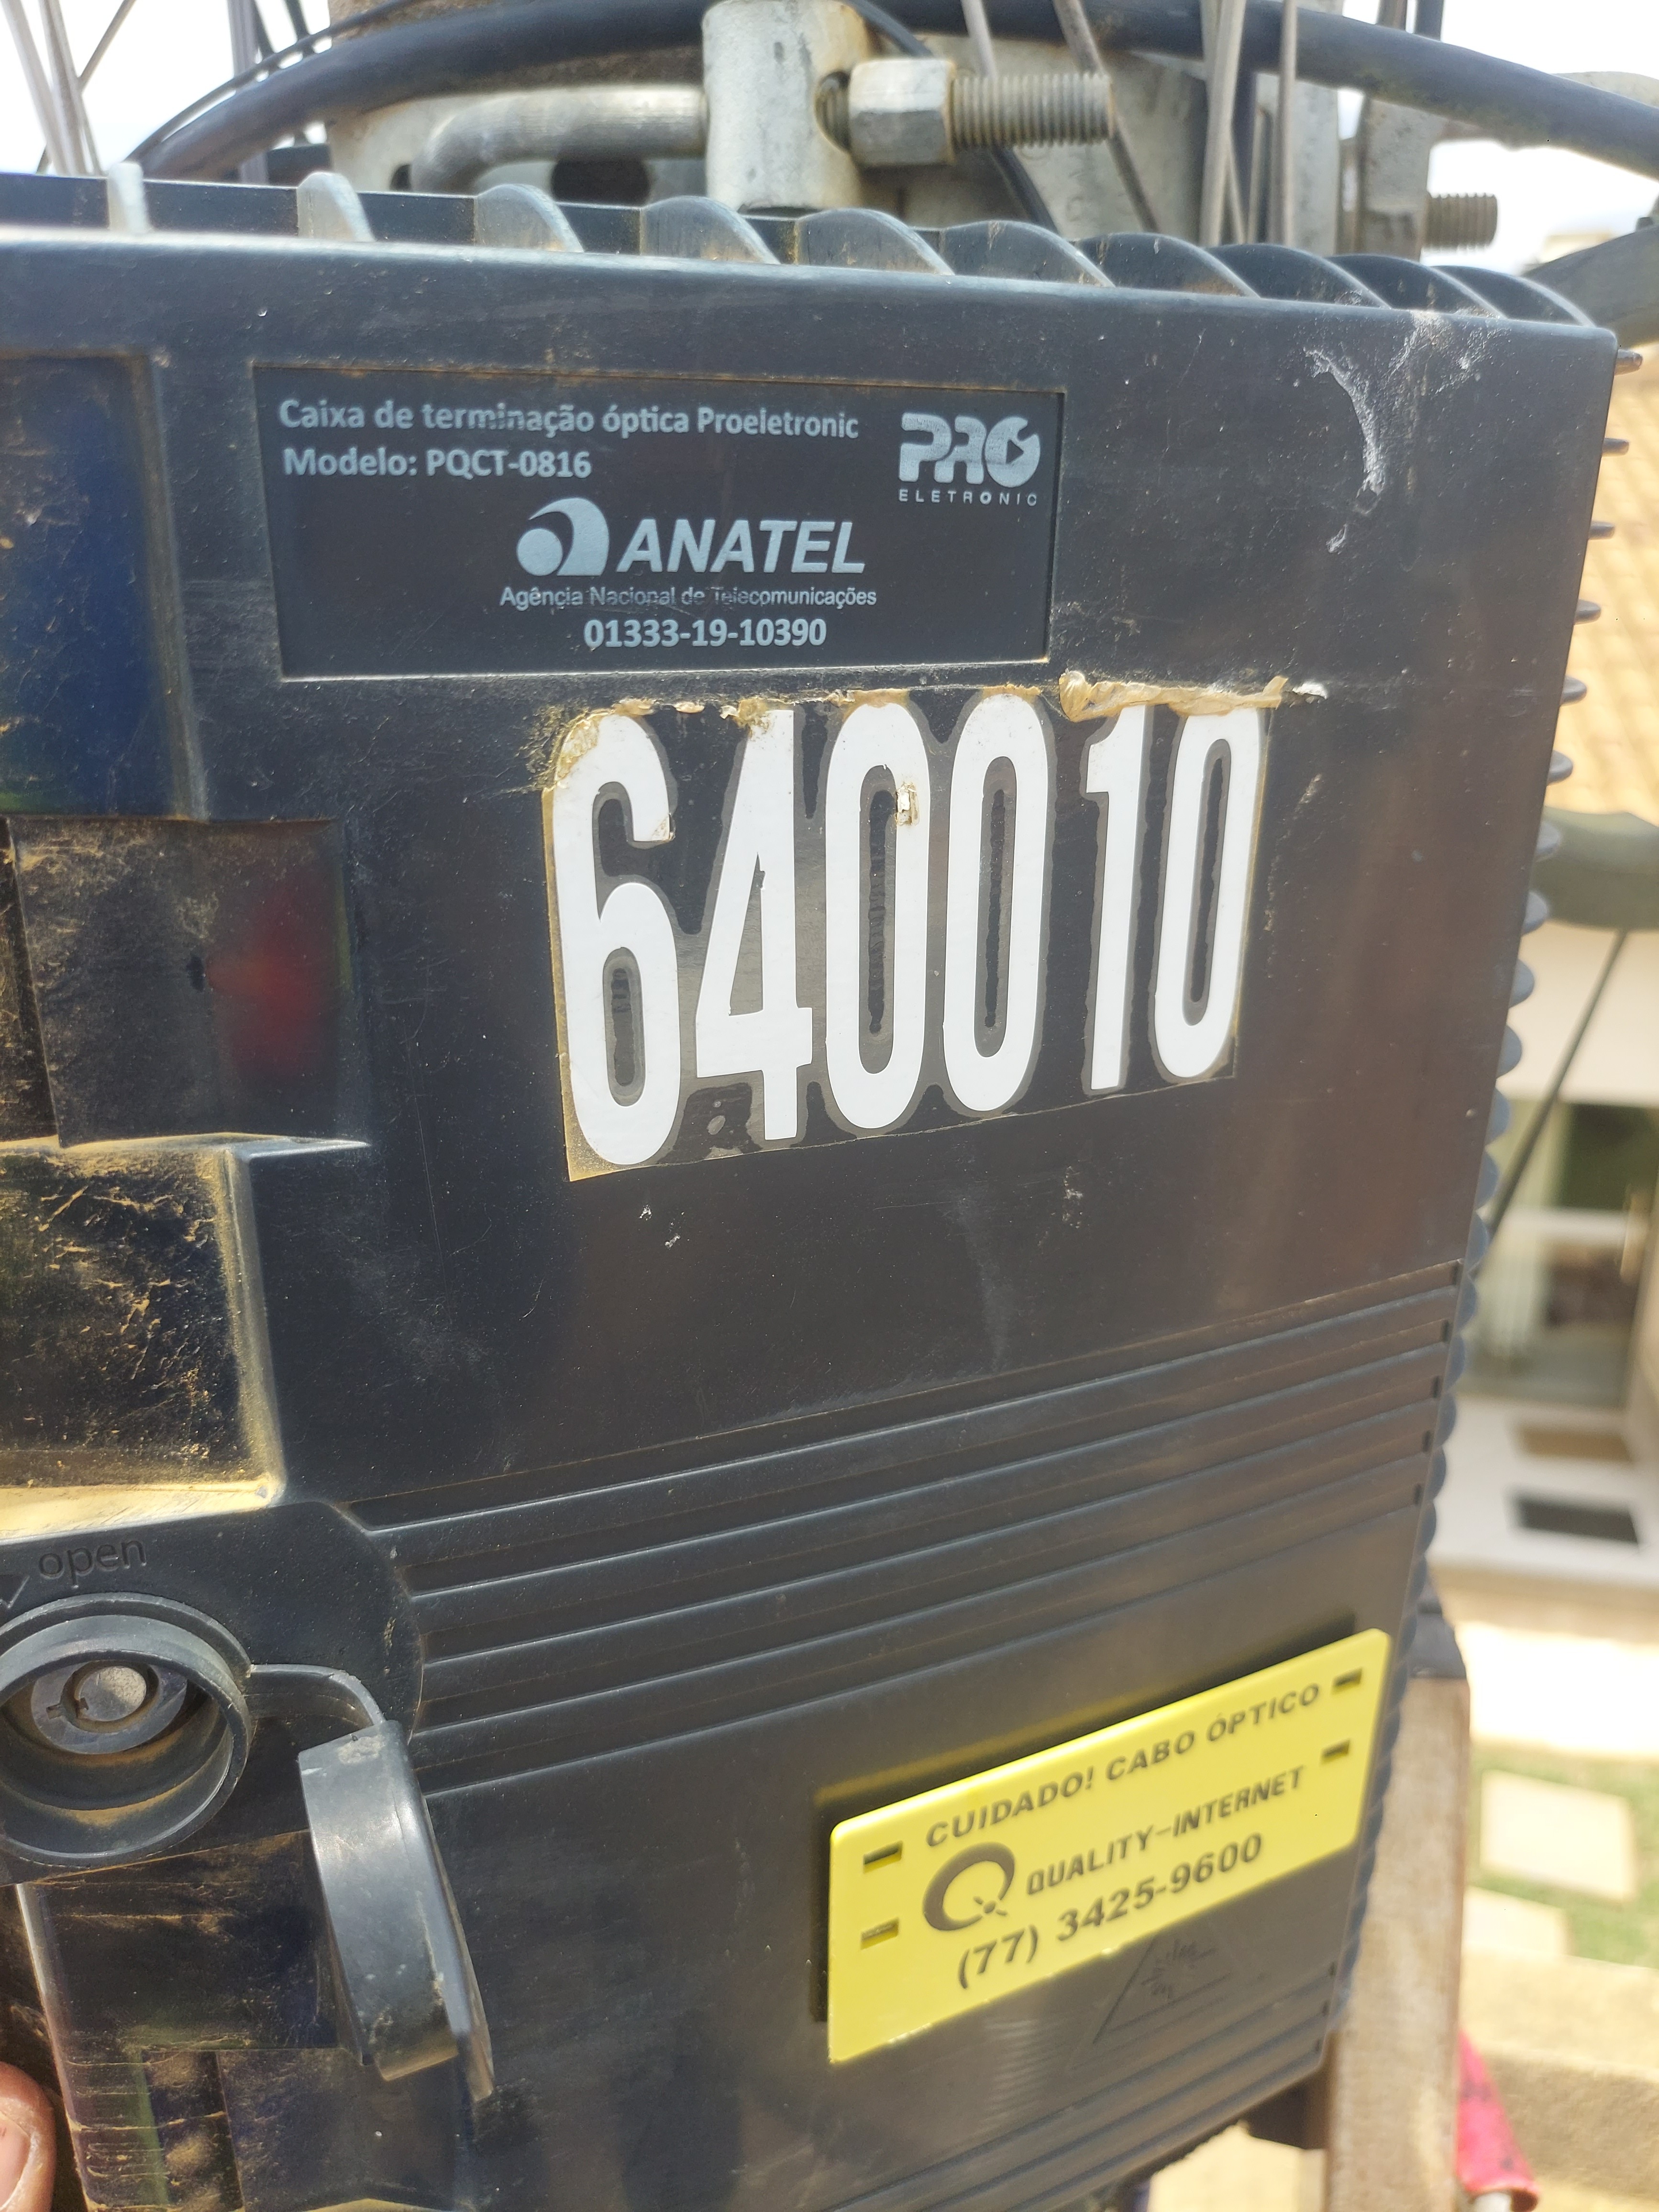 Caixa de terminação óptica Proeletronic
Modelo: PQCT-0816
PRO
ELETRONIC
ANATEL
Agência Nacional de Telecomunicações
01333-19-10390
640010
open
CUIDADO! CABO ÓPTICO
QUALITY-INTERNET
(77) 3425-9600